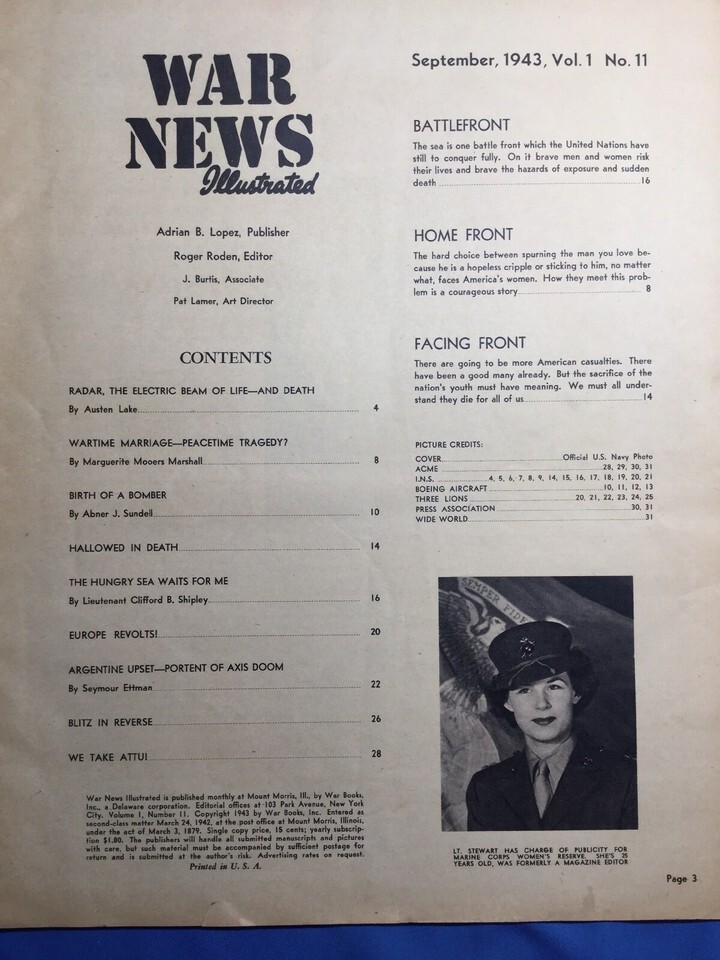 WAR
NEWS
Illustrated
Adrian B. Lopez, Publisher
Roger Roden, Editor
J. Burtis, Associate
Pat Lamer, Art Director
CONTENTS
RADAR, THE ELECTRIC BEAM OF LIFE—AND DEATH
By Austen Lake 4
WARTIME MARRIAGE—PEACETIME TRAGEDY?
By Marguerite Mooers Marshall 8
BIRTH OF A BOMBER
By Abner J. Sundell 10
HALLOWED IN DEATH 14
THE HUNGRY SEA WAITS FOR ME
By Lieutenant Clifford B. Shipley 16
EUROPE REVOLTS! 20
ARGENTINE UPSET—PORTENT OF AXIS DOOM
By Seymour Ettman 22
BLITZ IN REVERSE 26
WE TAKE ATTU! 28
War News Illustrated is published monthly at Mount Morris, Ill., by War Books,
Inc., a Delaware corporation. Editorial offices at 103 Park Avenue, New York
City. Volume 1, Number 11. Copyright 1943 by War Books, Inc. Entered as
second-class matter March 24, 1942, at the post office at Mount Morris, Illinois,
under the act of March 3, 1879. Single copy price, 15 cents; yearly subscrip-
tion $1.80. The publishers will handle all submitted manuscripts and pictures
with care, but such material must be accompanied by sufficient postage for
return and is submitted at the author's risk. Advertising rates on request.
Printed in U. S. A.
September, 1943, Vol. 1 No. 11
BATTLEFRONT
The sea is one battle front which the United Nations have
still to conquer fully. On it brave men and women risk
their lives and brave the hazards of exposure and sudden
death 16
HOME FRONT
The hard choice between spurning the man you love be-
cause he is a hopeless cripple or sticking to him, no matter
what, faces America's women. How they meet this prob-
lem is a courageous story 8
FACING FRONT
There are going to be more American casualties. There
have been a good many already. But the sacrifice of the
nation's youth must have meaning. We must all under-
stand they die for all of us 14
PICTURE CREDITS:
COVER Official U.S. Navy Photo
ACME 28, 29, 30, 31
I.N.S. 4, 5, 6, 7, 8, 9, 14, 15, 16, 17, 18, 19, 20, 21
BOEING AIRCRAFT 10, 11, 12, 13
THREE LIONS 20, 21, 22, 23, 24, 25
PRESS ASSOCIATION 30, 31
WIDE WORLD 31
SEMPER FIDE
LT. STEWART HAS CHARGE OF PUBLICITY FOR
MARINE CORPS WOMEN'S RESERVE. SHE'S 25
YEARS OLD, WAS FORMERLY A MAGAZINE EDITOR
Page 3